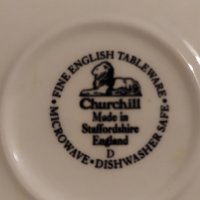 • FINE ENGLISH TABLEWARE •
Churchill
Made in
Staffordshire
England
D
MICROWAVE • DISHWASHER SAFE